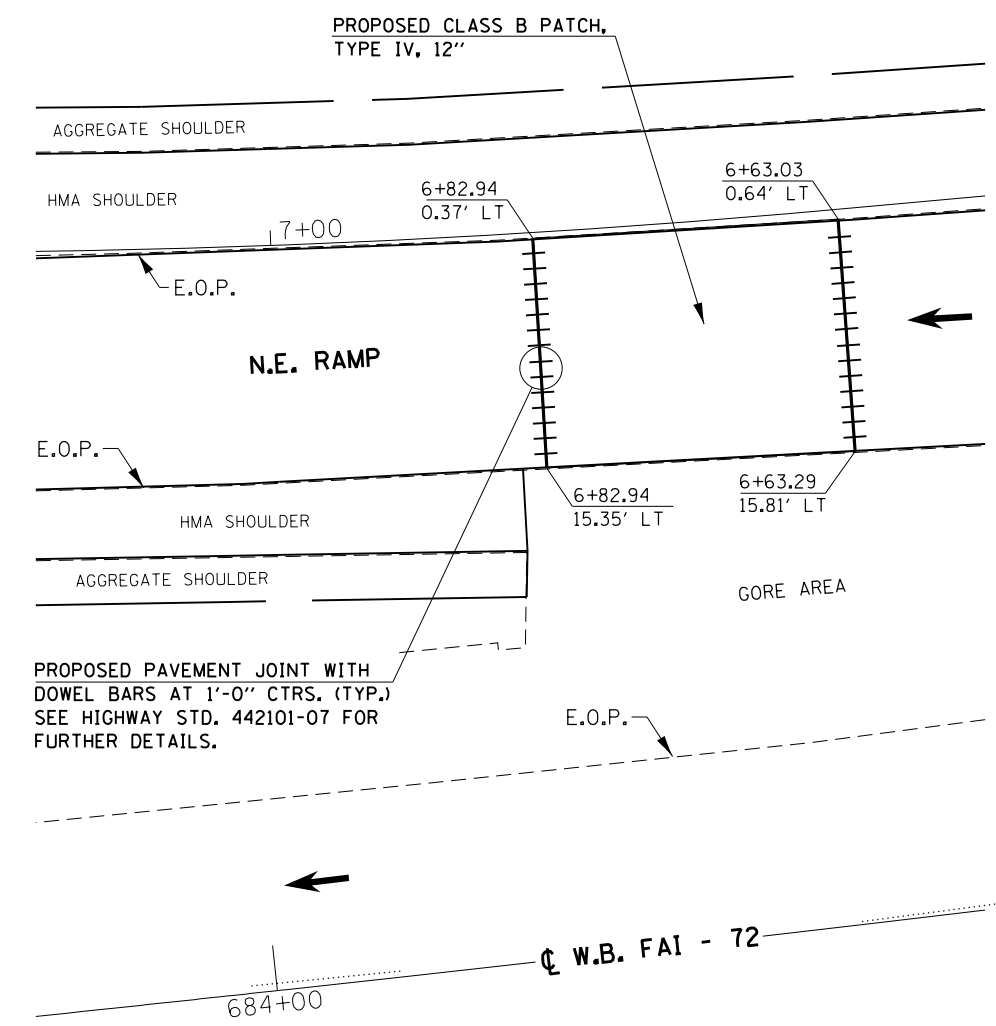 PROPOSED CLASS B PATCH,
TYPE IV, 12"
AGGREGATE SHOULDER
HMA SHOULDER
6+82.94
0.37' LT
6+63.03
0.64' LT
7+00
E.O.P.
N.E. RAMP
E.O.P.
6+82.94
15.35' LT
6+63.29
15.81' LT
HMA SHOULDER
AGGREGATE SHOULDER
GORE AREA
PROPOSED PAVEMENT JOINT WITH
DOWEL BARS AT 1'-0" CTRS. (TYP.)
SEE HIGHWAY STD. 442101-07 FOR
FURTHER DETAILS.
E.O.P.
℄ W.B. FAI - 72
684+00